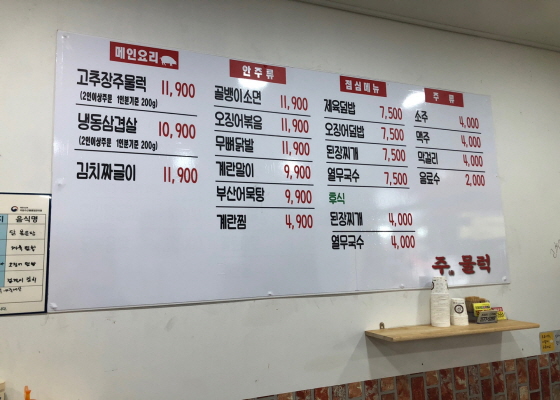 메인요리
고추장주물럭 11,900
(2인이상주문 1인분기준 200g)
냉동삼겹살 10,900
(2인이상주문 1인분기준 200g)
김치짜글이 11,900
안주류
골뱅이소면 11,900
오징어볶음 11,900
무뼈닭발 11,900
계란말이 9,900
부산어묵탕 9,900
계란찜 4,900
점심메뉴
제육덮밥 7,500
오징어덮밥 7,500
된장찌개 7,500
열무국수 7,500
후식
된장찌개 4,000
열무국수 4,000
주류
소주 4,000
맥주 4,000
막걸리 4,000
음료수 2,000
주.물럭
음식명